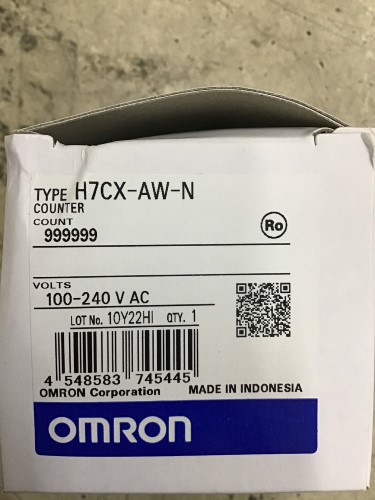 TYPE H7CX-AW-N
COUNTER
COUNT
999999
Ro
VOLTS
100-240 V AC
LOT No. 10Y22HI QTY. 1
4 548583 745445
OMRON Corporation MADE IN INDONESIA
OMRON